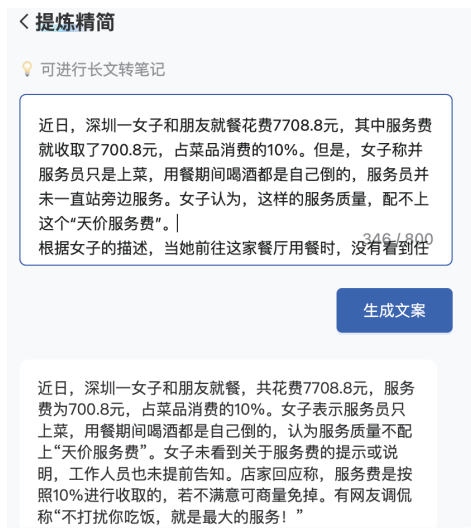 提炼精简
可进行长文转笔记
近日，深圳一女子和朋友就餐花费7708.8元，其中服务费
就收取了700.8元，占菜品消费的10%。但是，女子称并
服务员只是上菜，用餐期间喝酒都是自己倒的，服务员并
未一直站旁边服务。女子认为，这样的服务质量，配不上
这个“天价服务费”。
根据女子的描述，当她前往这家餐厅用餐时，没有看到任
346 / 800
生成文案
近日，深圳一女子和朋友就餐，共花费7708.8元，服务
费为700.8元，占菜品消费的10%。女子表示服务员只
上菜，用餐期间喝酒都是自己倒的，认为服务质量不配
上“天价服务费”。女子未看到关于服务费的提示或说
明，工作人员也未提前告知。店家回应称，服务费是按
照10%进行收取的，若不满意可商量免掉。有网友调侃
称“不打扰你吃饭，就是最大的服务！”